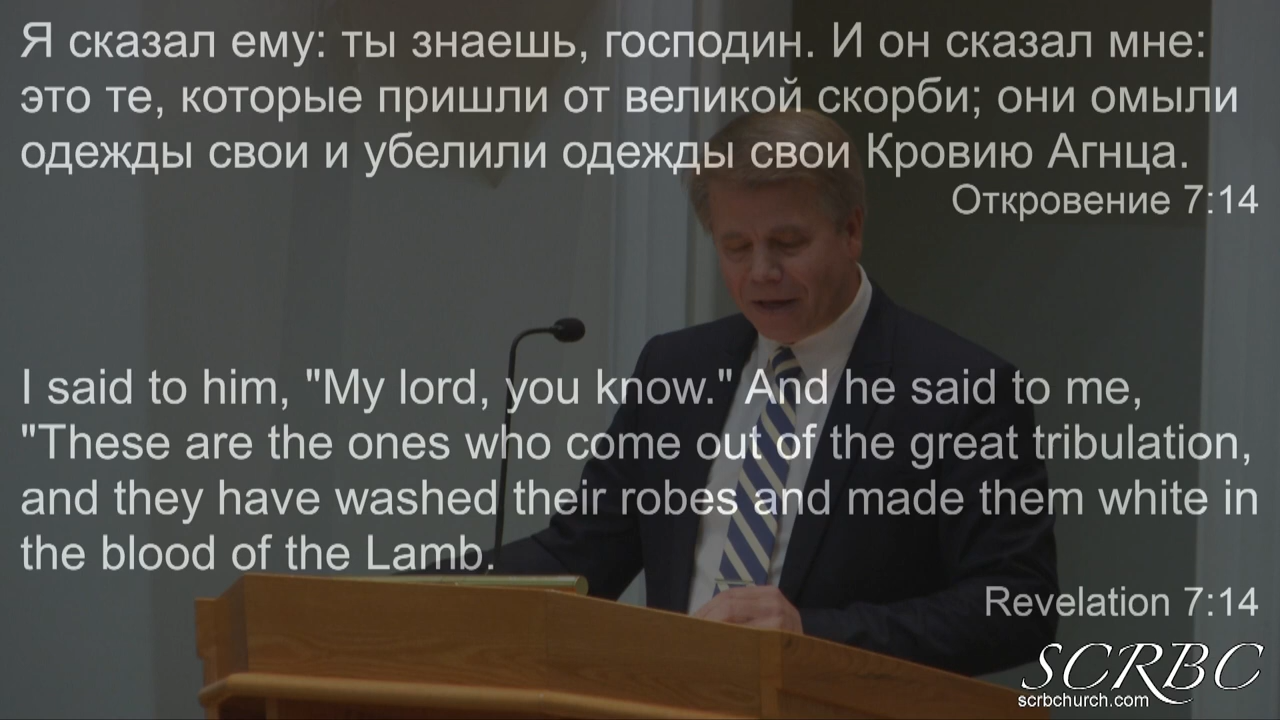 Я сказал ему: ты знаешь, господин. И он сказал мне:
это те, которые пришли от великой скорби; они омыли
одежды свои и убелили одежды свои Кровию Агнца.
Откровение 7:14
I said to him, "My lord, you know." And he said to me,
"These are the ones who come out of the great tribulation,
and they have washed their robes and made them white in
the blood of the Lamb.
Revelation 7:14
SCRBC
scrbchurch.com